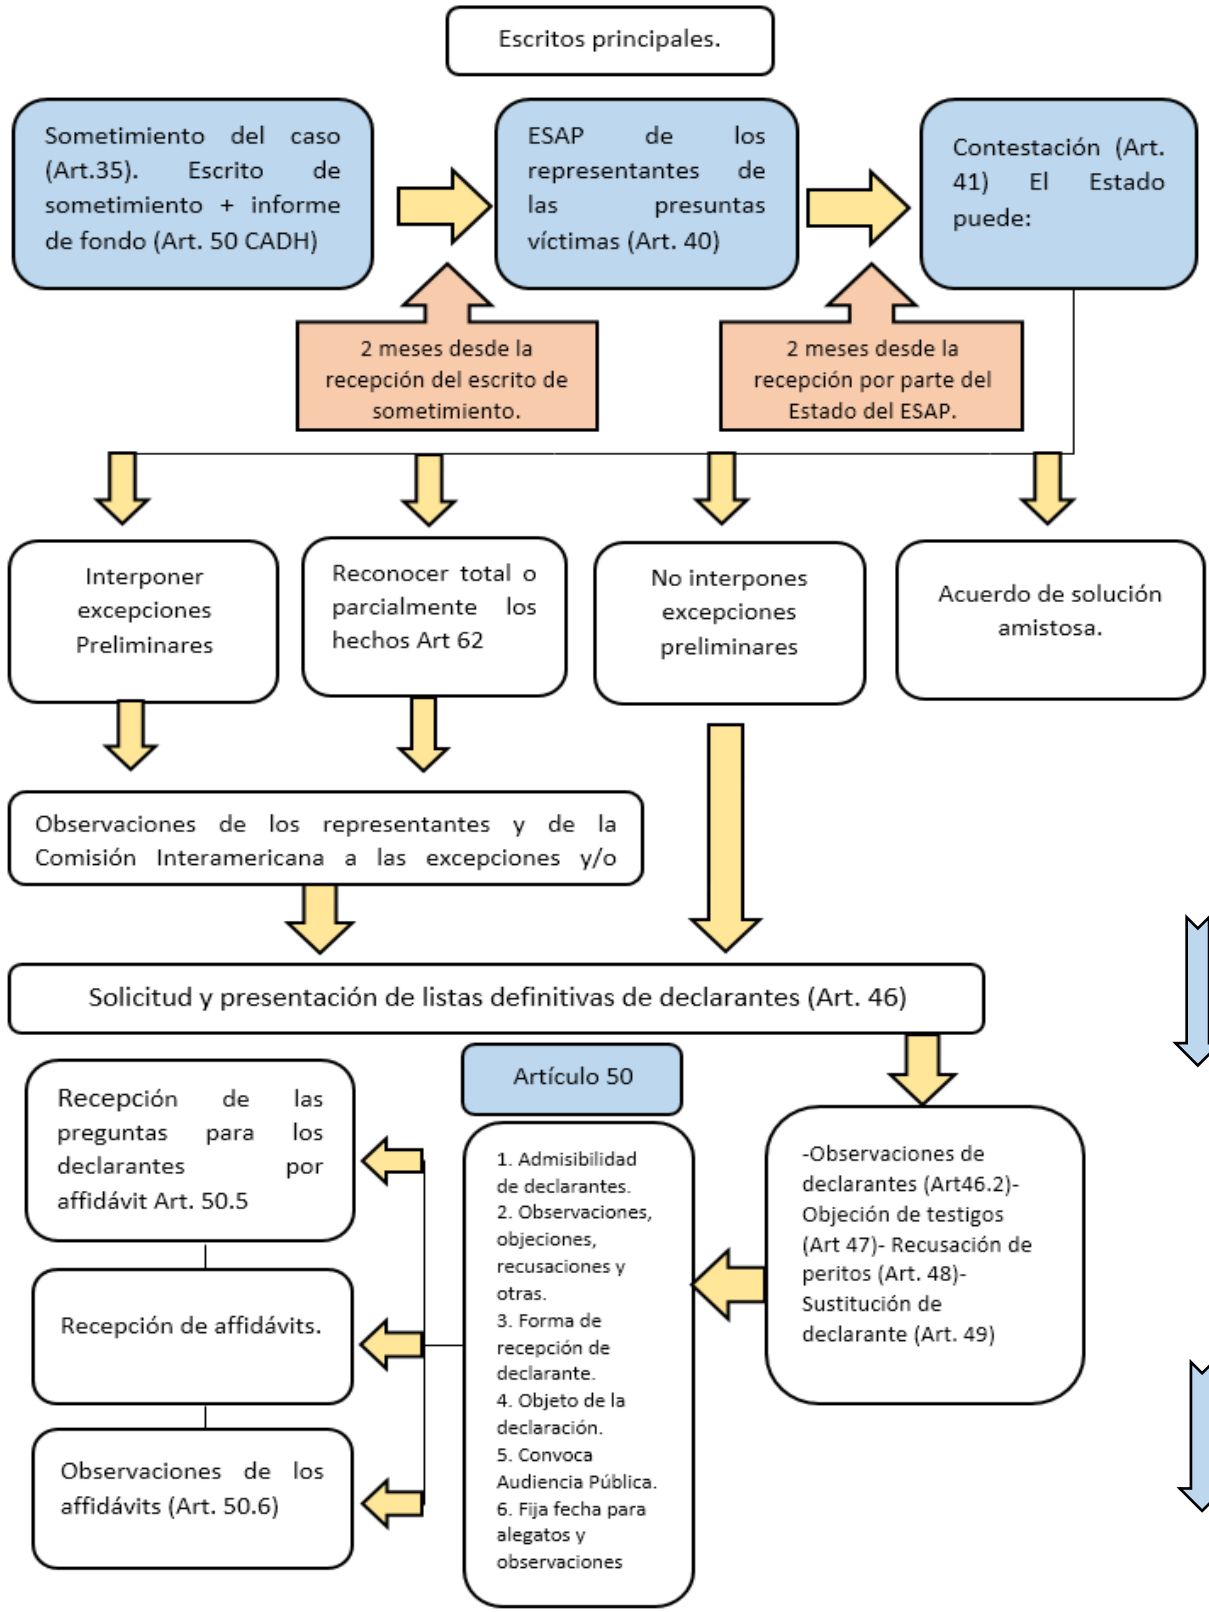 Escritos principales.
Sometimiento del caso
(Art.35). Escrito de
sometimiento + informe
de fondo (Art. 50 CADH)
ESAP de los
representantes de
las presuntas
víctimas (Art. 40)
Contestación (Art.
41) El Estado
puede:
2 meses desde la
recepción del escrito de
sometimiento.
2 meses desde la
recepción por parte del
Estado del ESAP.
Interponer
excepciones
Preliminares
Reconocer total o
parcialmente los
hechos Art 62
No interpones
excepciones
preliminares
Acuerdo de solución
amistosa.
Observaciones de los representantes y de la
Comisión Interamericana a las excepciones y/o
Solicitud y presentación de listas definitivas de declarantes (Art. 46)
Recepción de las
preguntas para los
declarantes por
affidávit Art. 50.5
Recepción de affidávits.
Observaciones de los
affidávits (Art. 50.6)
Artículo 50
1. Admisibilidad
de declarantes.
2. Observaciones,
objeciones,
recusaciones y
otras.
3. Forma de
recepción de
declarante.
4. Objeto de la
declaración.
5. Convoca
Audiencia Pública.
6. Fija fecha para
alegatos y
observaciones
-Observaciones de
declarantes (Art46.2)-
Objeción de testigos
(Art 47)- Recusación de
peritos (Art. 48)-
Sustitución de
declarante (Art. 49)